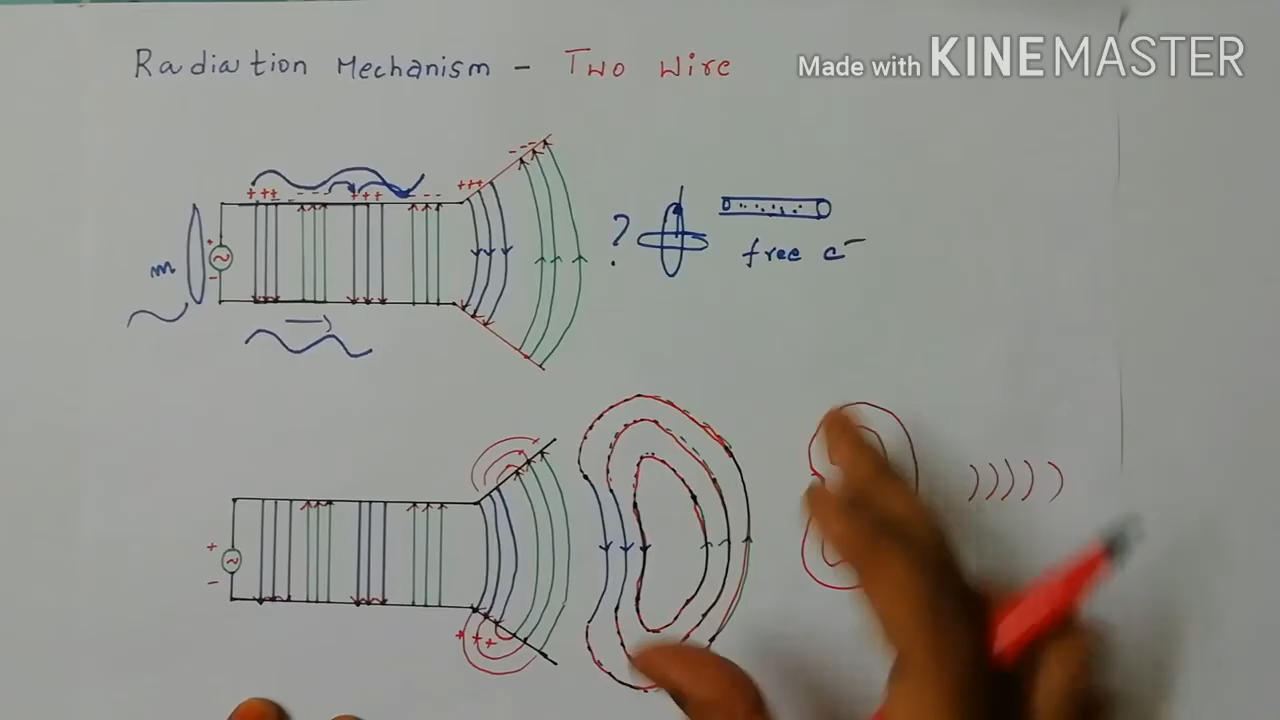 Radiation Mechanism - Two Wire
Made with KINEMASTER
+++ --- +++ --- +++ ---
+
-
m
?
free e⁻
+
-
+++